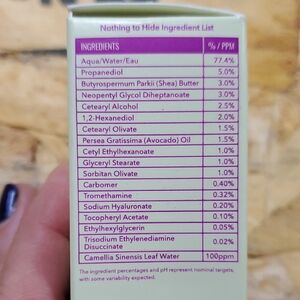 Nothing to Hide Ingredient List
INGREDIENTS % / PPM
Aqua/Water/Eau 77.4%
Propanediol 5.0%
Butyrospermum Parkii (Shea) Butter 3.0%
Neopentyl Glycol Diheptanoate 3.0%
Cetearyl Alcohol 2.5%
1,2-Hexanediol 2.0%
Cetearyl Olivate 1.5%
Persea Gratissima (Avocado) Oil 1.5%
Cetyl Ethylhexanoate 1.0%
Glyceryl Stearate 1.0%
Sorbitan Olivate 1.0%
Carbomer 0.40%
Tromethamine 0.32%
Sodium Hyaluronate 0.20%
Tocopheryl Acetate 0.10%
Ethylhexylglycerin 0.05%
Trisodium Ethylenediamine
Disuccinate 0.02%
Camellia Sinensis Leaf Water 100ppm
The ingredient percentages and pH represent nominal targets,
with some variability expected.